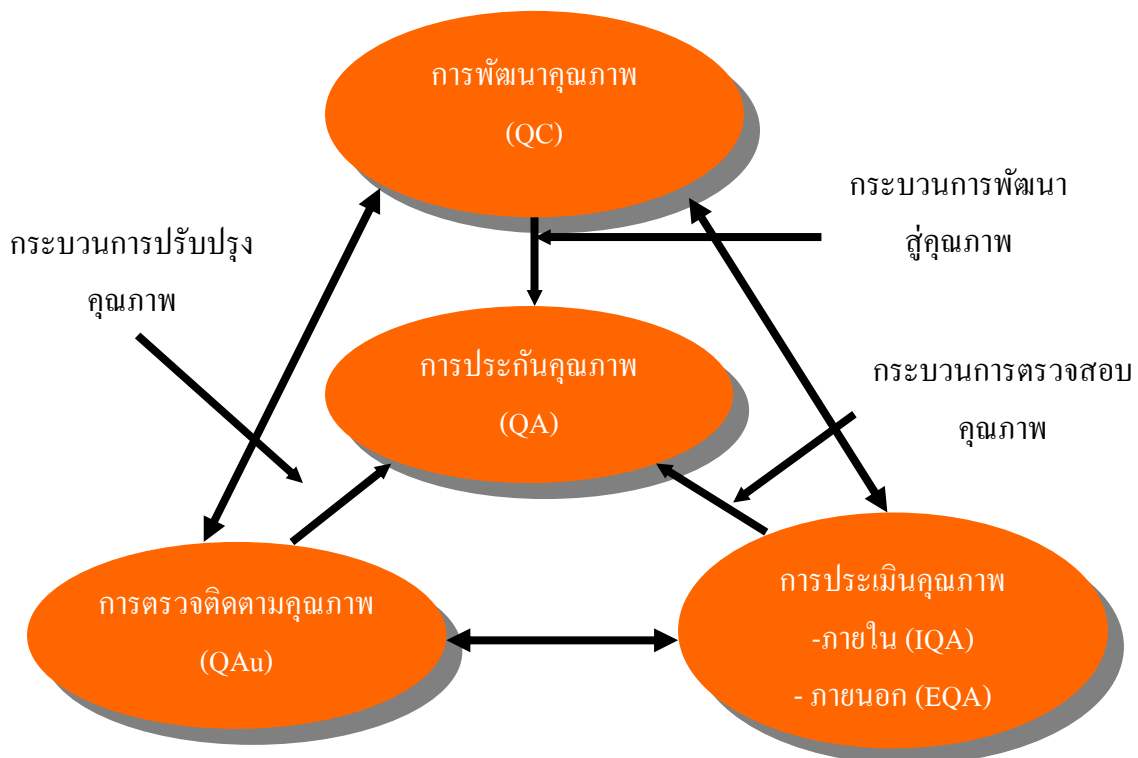 การพัฒนาคุณภาพ
(QC)
กระบวนการพัฒนา
สู่คุณภาพ
กระบวนการปรับปรุง
คุณภาพ
การประกันคุณภาพ
(QA)
กระบวนการตรวจสอบ
คุณภาพ
การตรวจติดตามคุณภาพ
(QAu)
การประเมินคุณภาพ
-ภายใน (IQA)
- ภายนอก (EQA)